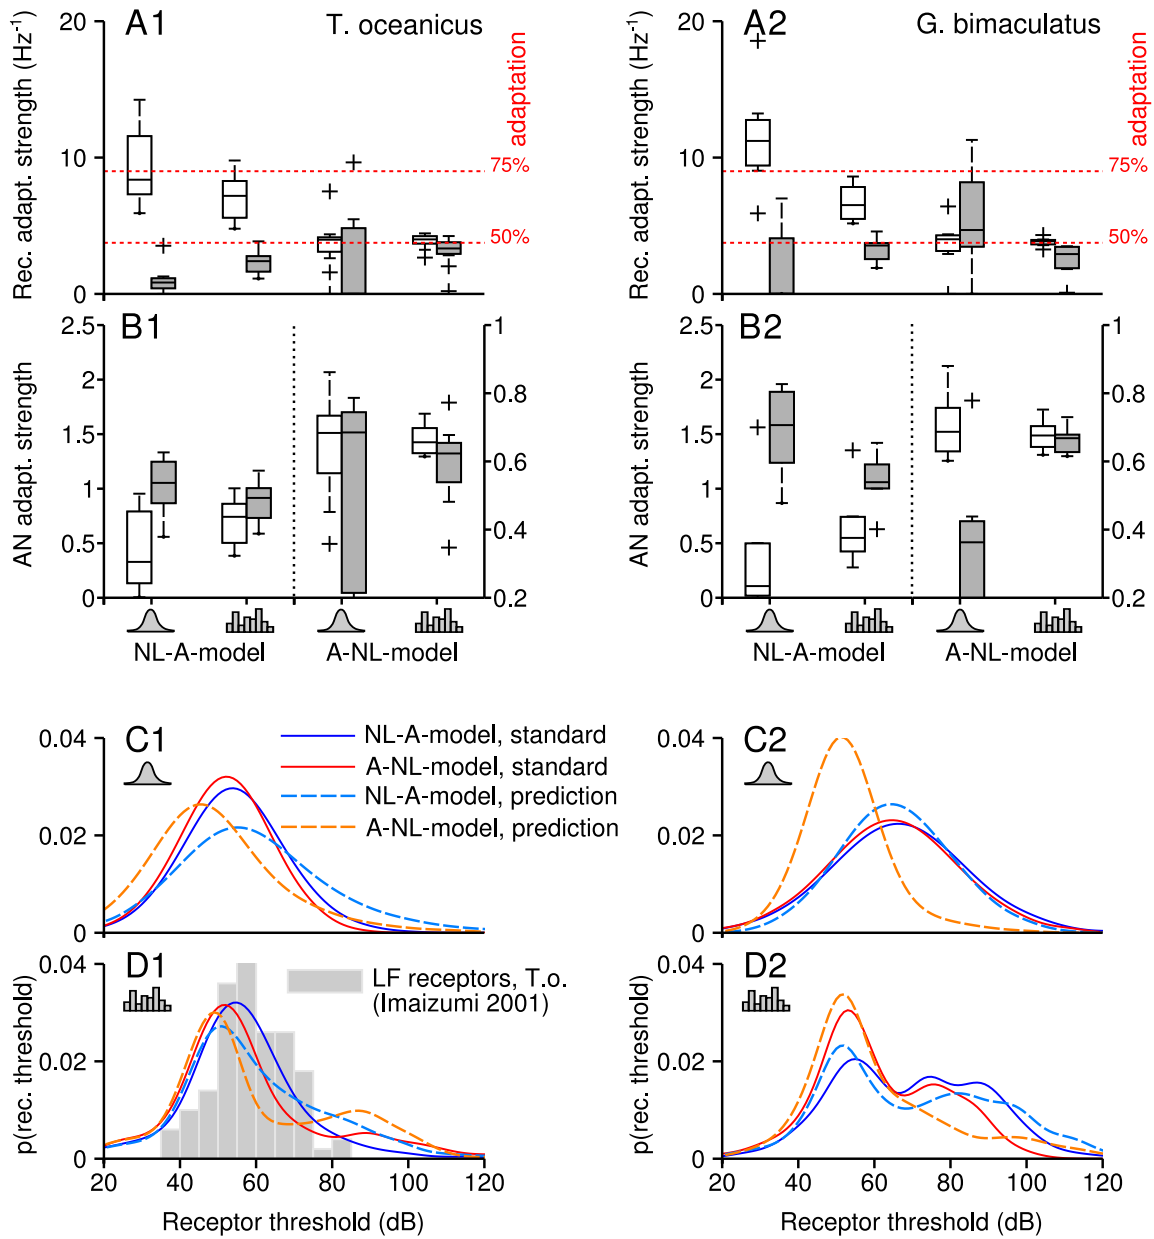 A1
T. oceanicus
Rec. adapt. strength (Hz-1)
20
10
0
75%
50%
adaptation
A2
G. bimaculatus
Rec. adapt. strength (Hz-1)
20
10
0
75%
50%
adaptation
B1
AN adapt. strength
2.5
2
1.5
1
0.5
0
1
0.8
0.6
0.4
0.2
NL-A-model
A-NL-model
B2
AN adapt. strength
2.5
2
1.5
1
0.5
0
1
0.8
0.6
0.4
0.2
NL-A-model
A-NL-model
C1
0.04
0.02
0
NL-A-model, standard
A-NL-model, standard
NL-A-model, prediction
A-NL-model, prediction
C2
0.04
0.02
0
D1
p(rec. threshold)
0.04
0.02
0
LF receptors, T.o.
(Imaizumi 2001)
20 40 60 80 100 120
Receptor threshold (dB)
D2
p(rec. threshold)
0.04
0.02
0
20 40 60 80 100 120
Receptor threshold (dB)